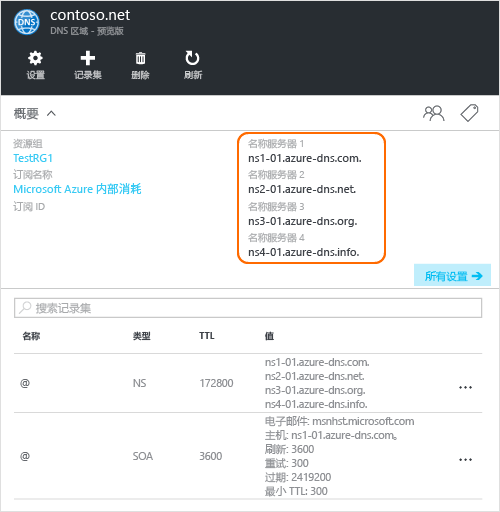 DNS
contoso.net
DNS 区域 - 预览版
设置 记录集 删除 刷新
概要
资源组
TestRG1
订阅名称
Microsoft Azure 内部消耗
订阅 ID
名称服务器 1
ns1-01.azure-dns.com.
名称服务器 2
ns2-01.azure-dns.net.
名称服务器 3
ns3-01.azure-dns.org.
名称服务器 4
ns4-01.azure-dns.info.
所有设置
搜索记录集
名称 类型 TTL 值
@ NS 172800 ns1-01.azure-dns.com.
ns2-01.azure-dns.net.
ns3-01.azure-dns.org.
ns4-01.azure-dns.info.
@ SOA 3600 电子邮件: msnhst.microsoft.com
主机: ns1-01.azure-dns.com。
刷新: 3600
重试: 300
过期: 2419200
最小 TTL: 300